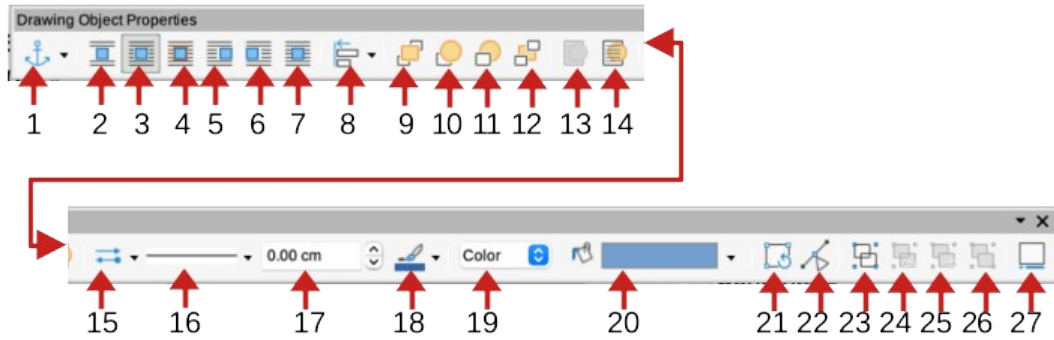 Drawing Object Properties
1 2 3 4 5 6 7 8 9 10 11 12 13 14
0.00 cm Color
15 16 17 18 19 20 21 22 23 24 25 26 27